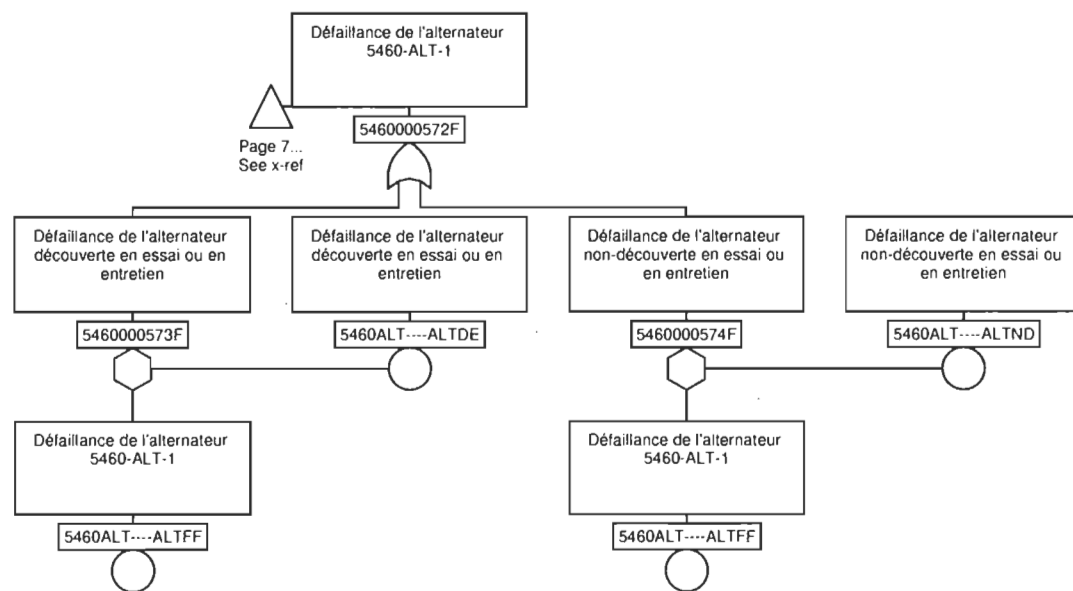 Défaillance de l'alternateur
5460-ALT-1
5460000572F
Page 7...
See x-ref
Défaillance de l'alternateur
découverte en essai ou en
entretien
Défaillance de l'alternateur
découverte en essai ou en
entretien
Défaillance de l'alternateur
non-découverte en essai ou
en entretien
Défaillance de l'alternateur
non-découverte en essai ou
en entretien
5460000573F
5460ALT----ALTDE
5460000574F
5460ALT----ALTND
Défaillance de l'alternateur
5460-ALT-1
Défaillance de l'alternateur
5460-ALT-1
5460ALT----ALTFF
5460ALT----ALTFF